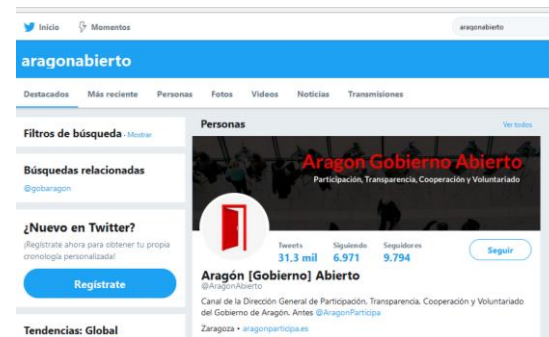 Inicio Momentos
aragonabierto
aragonabierto
Destacados Más reciente Personas Fotos Videos Noticias Transmisiones
Filtros de búsqueda · Mostrar
Búsquedas relacionadas
@gobaragon
¿Nuevo en Twitter?
¡Regístrate ahora para obtener tu propia
cronología personalizada!
Regístrate
Tendencias: Global
Personas Ver todos
Aragon Gobierno Abierto
Participación, Transparencia, Cooperación y Voluntariado
Tweets Siguiendo Seguidores
31,3 mil 6.971 9.794
Seguir
Aragón [Gobierno] Abierto
@AragonAbierto
Canal de la Dirección General de Participación, Transparencia, Cooperación y Voluntariado
del Gobierno de Aragón. Antes @AragonParticipa
Zaragoza • aragonparticipa.es